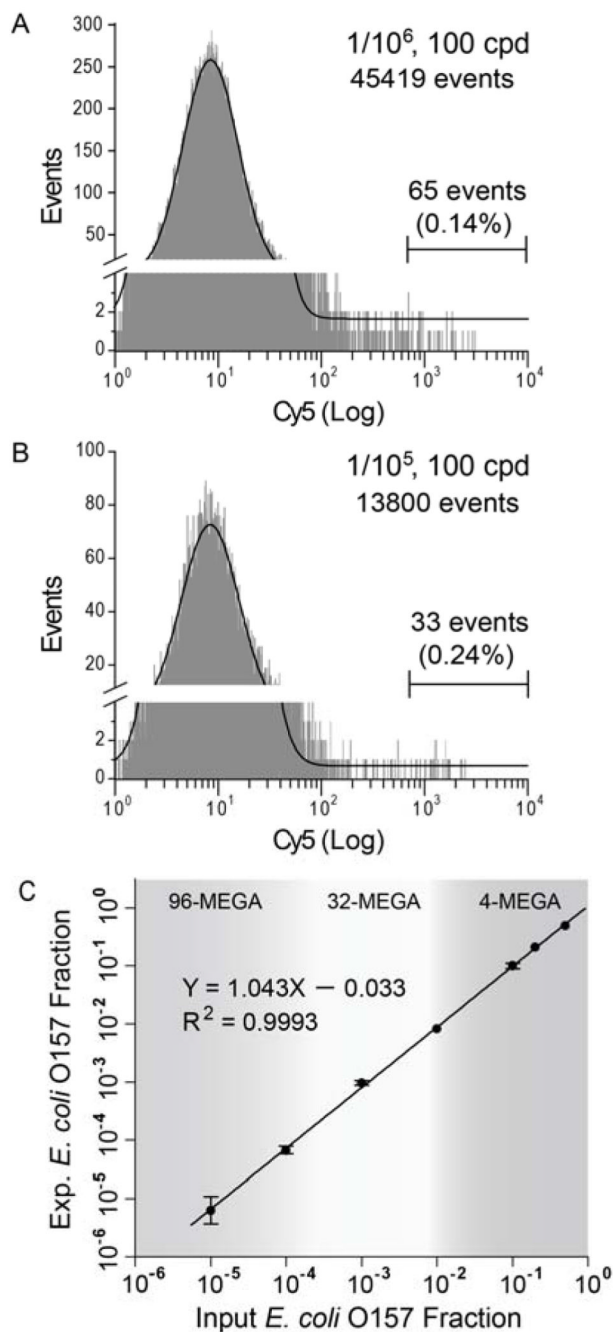 A
1/10⁶, 100 cpd
45419 events
65 events
(0.14%)
Events
300
250
200
150
300
50
2
0
10⁰ 10¹ 10² 10³ 10⁴
Cy5 (Log)
B
1/10⁵, 100 cpd
13800 events
33 events
(0.24%)
Events
100
80
60
40
20
2
0
10⁰ 10¹ 10² 10³ 10⁴
Cy5 (Log)
C
96-MEGA 32-MEGA 4-MEGA
Y = 1.043X − 0.033
R² = 0.9993
Exp. E. coli O157 Fraction
10⁰
10⁻¹
10⁻²
10⁻³
10⁻⁴
10⁻⁵
10⁻⁶
10⁻⁶ 10⁻⁵ 10⁻⁴ 10⁻³ 10⁻² 10⁻¹ 10⁰
Input E. coli O157 Fraction